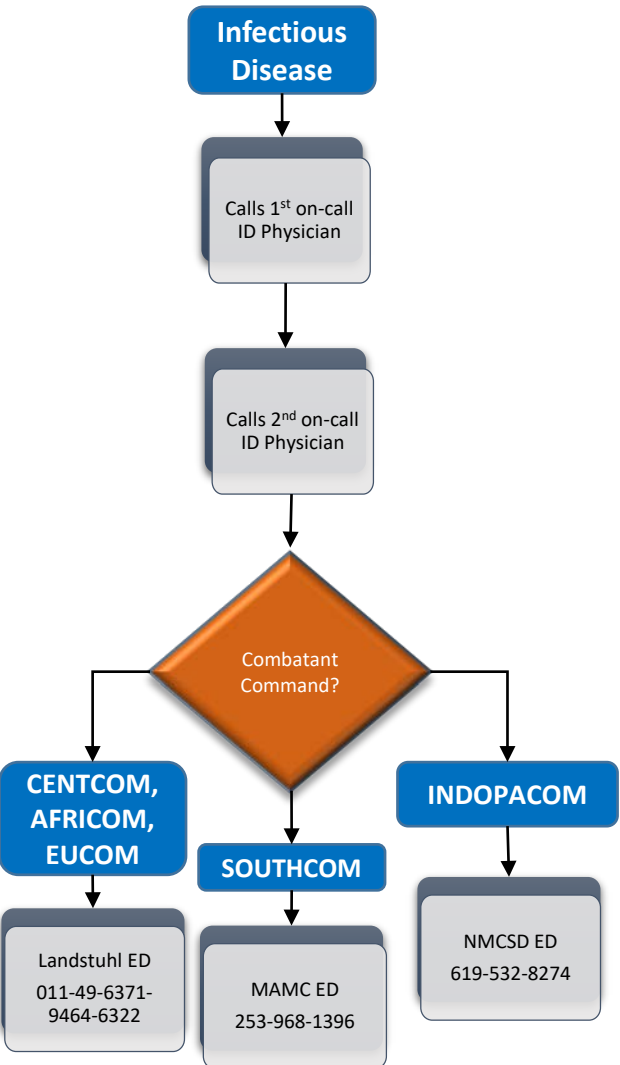 Infectious
Disease
Calls 1st on-call
ID Physician
Calls 2nd on-call
ID Physician
Combatant
Command?
CENTCOM,
AFRICOM,
EUCOM
SOUTHCOM
INDOPACOM
Landstuhl ED
011-49-6371-
9464-6322
MAMC ED
253-968-1396
NMCSD ED
619-532-8274